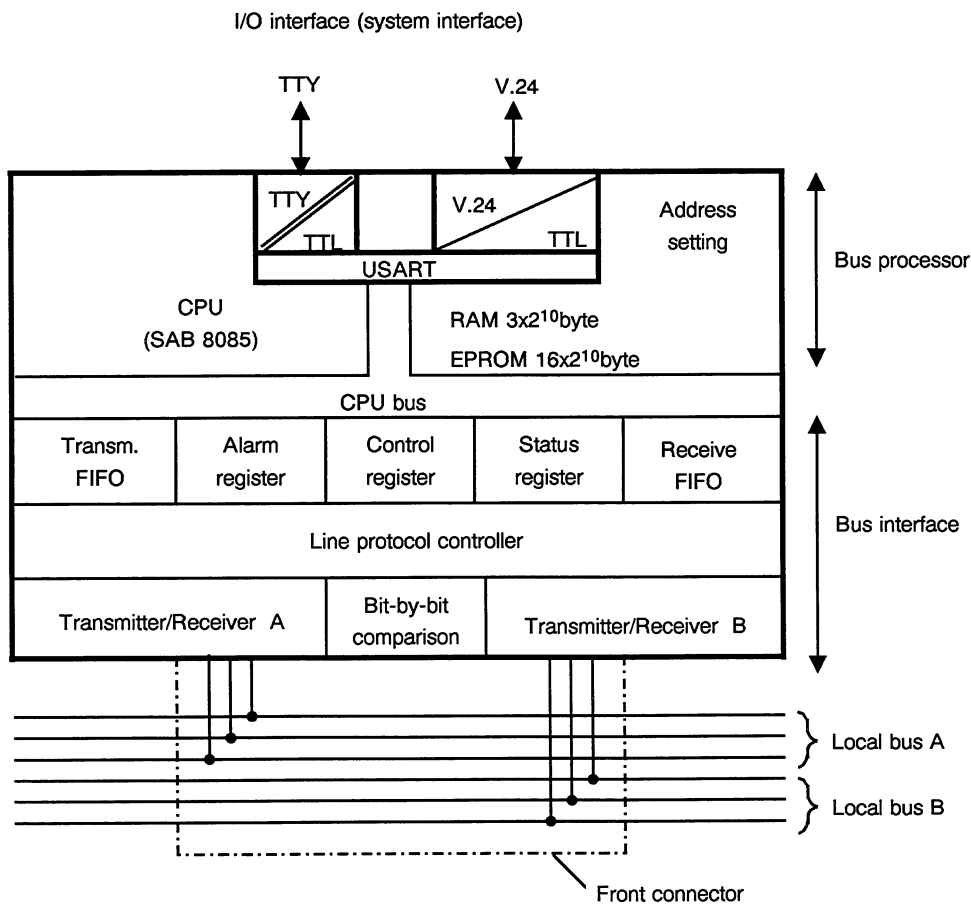 I/O interface (system interface)
TTY
V.24
TTY
TTL
V.24
TTL
Address
setting
USART
Bus processor
CPU
(SAB 8085)
RAM 3x2¹⁰byte
EPROM 16x2¹⁰byte
CPU bus
Transm.
FIFO
Alarm
register
Control
register
Status
register
Receive
FIFO
Bus interface
Line protocol controller
Transmitter/Receiver A
Bit-by-bit
comparison
Transmitter/Receiver B
Local bus A
Local bus B
Front connector